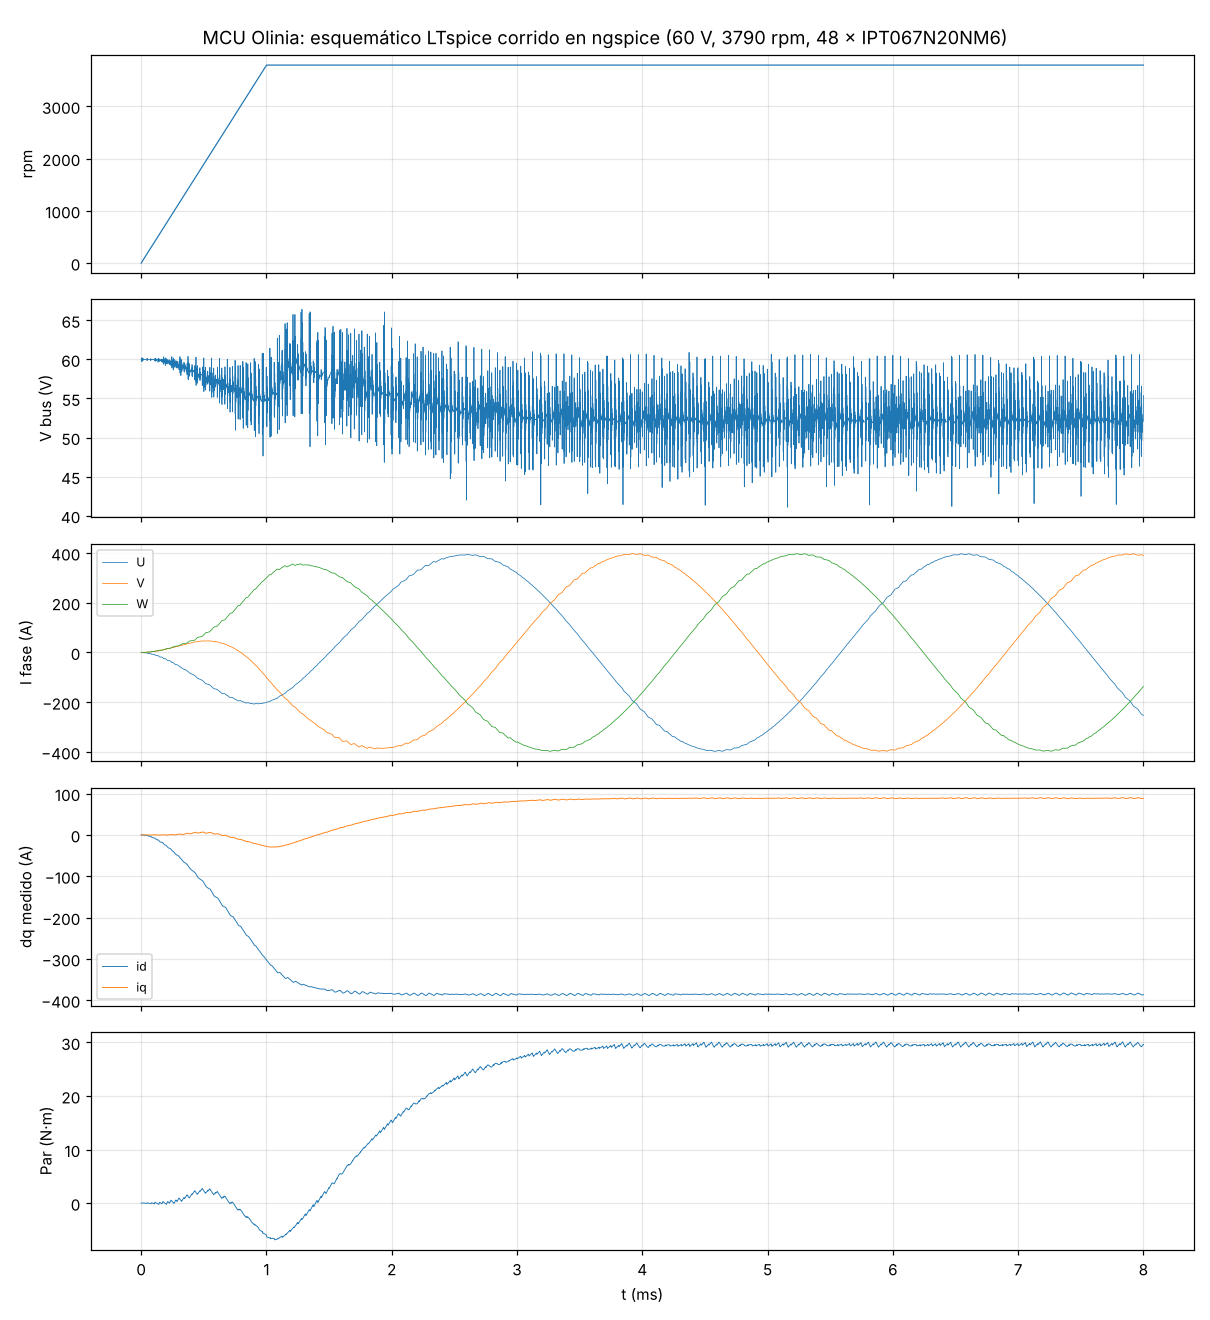 MCU Olinia: esquemático LTspice corrido en ngspice (60 V, 3790 rpm, 48 × IPT067N20NM6)
3000
2000
1000
0
rpm
65
60
55
50
45
40
V bus (V)
400
200
0
−200
−400
I fase (A)
U
V
W
100
0
−100
−200
−300
−400
dq medido (A)
id
iq
30
20
10
0
Par (N·m)
0 1 2 3 4 5 6 7 8
t (ms)